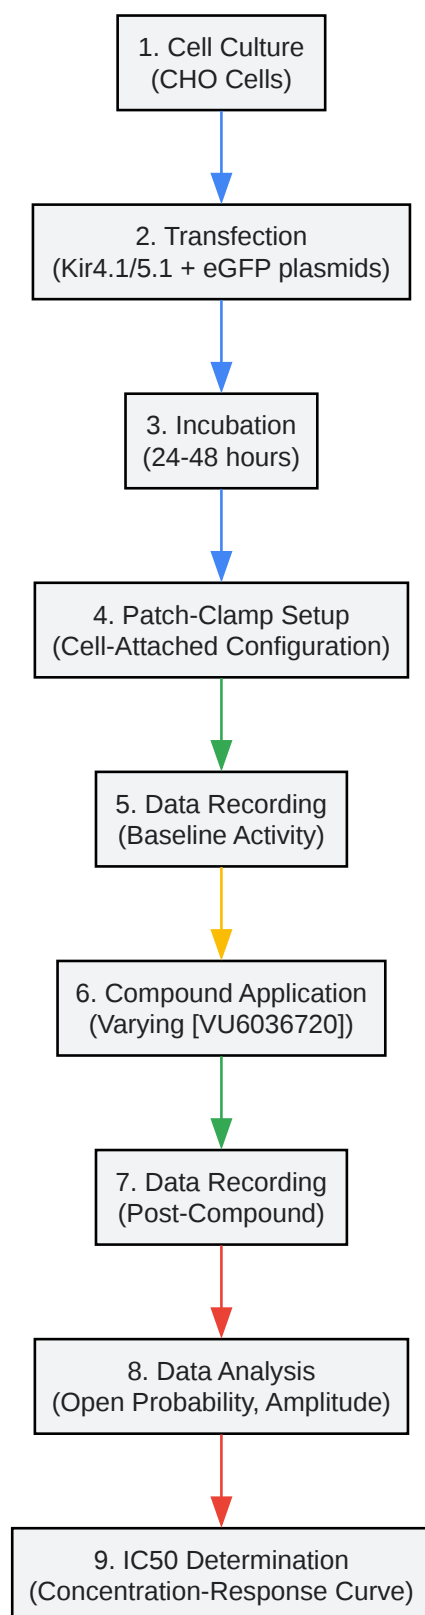 1. Cell Culture
(CHO Cells)
2. Transfection
(Kir4.1/5.1 + eGFP plasmids)
3. Incubation
(24-48 hours)
4. Patch-Clamp Setup
(Cell-Attached Configuration)
5. Data Recording
(Baseline Activity)
6. Compound Application
(Varying [VU6036720])
7. Data Recording
(Post-Compound)
8. Data Analysis
(Open Probability, Amplitude)
9. IC50 Determination
(Concentration-Response Curve)